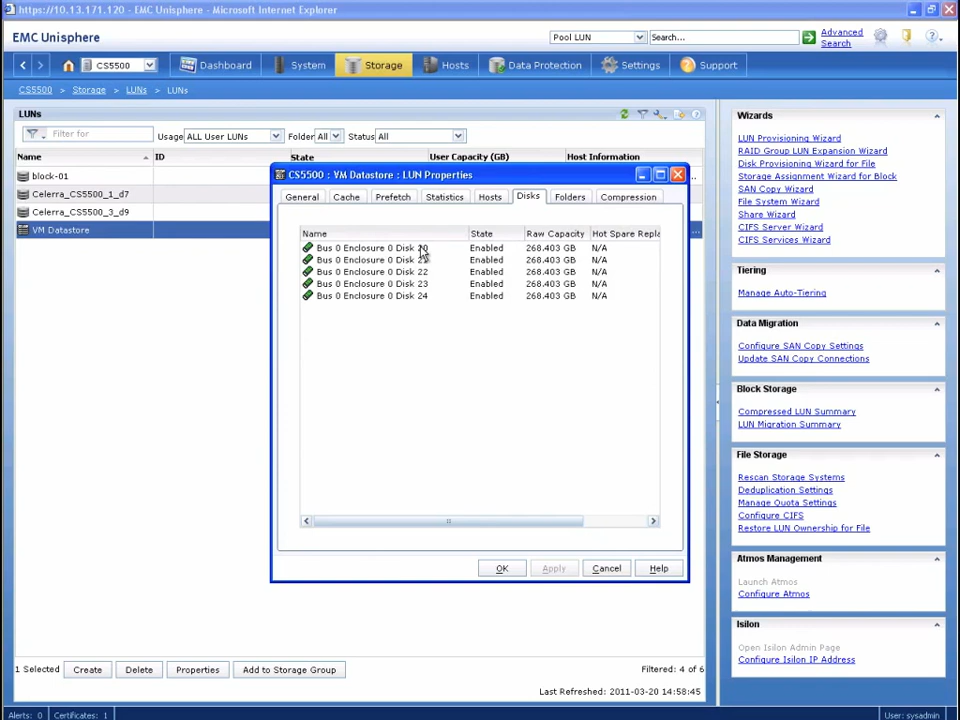 https://10.13.171.120 - EMC Unisphere - Microsoft Internet Explorer
EMC Unisphere
Pool LUN
Search...
Advanced Search
CS5500
Dashboard
System
Storage
Hosts
Data Protection
Settings
Support
CS5500 > Storage > LUNs > LUNs
LUNs
Filter for
Usage ALL User LUNs
Folder All
Status All
Name ID State User Capacity (GB) Host Information
block-01
Celerra_CS5500_1_d7
Celerra_CS5500_3_d9
VM Datastore
CS5500 : VM Datastore : LUN Properties
General Cache Prefetch Statistics Hosts Disks Folders Compression
Name State Raw Capacity Hot Spare Repla
Bus 0 Enclosure 0 Disk 20 Enabled 268.403 GB N/A
Bus 0 Enclosure 0 Disk 21 Enabled 268.403 GB N/A
Bus 0 Enclosure 0 Disk 22 Enabled 268.403 GB N/A
Bus 0 Enclosure 0 Disk 23 Enabled 268.403 GB N/A
Bus 0 Enclosure 0 Disk 24 Enabled 268.403 GB N/A
OK Apply Cancel Help
1 Selected Create Delete Properties Add to Storage Group Filtered: 4 of 6
Last Refreshed: 2011-03-20 14:58:45
Wizards
LUN Provisioning Wizard
RAID Group LUN Expansion Wizard
Disk Provisioning Wizard for File
Storage Assignment Wizard for Block
SAN Copy Wizard
File System Wizard
Share Wizard
CIFS Server Wizard
CIFS Services Wizard
Tiering
Manage Auto-Tiering
Data Migration
Configure SAN Copy Settings
Update SAN Copy Connections
Block Storage
Compressed LUN Summary
LUN Migration Summary
File Storage
Rescan Storage Systems
Deduplication Settings
Manage Quota Settings
Configure CIFS
Restore LUN Ownership for File
Atmos Management
Launch Atmos
Configure Atmos
Isilon
Open Isilon Admin Page
Configure Isilon IP Address
Alerts: 0 Certificates: 1 User: sysadmin